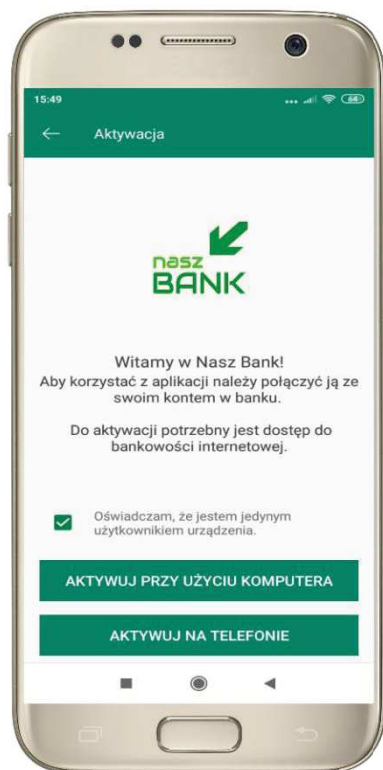 15:49
64
Aktywacja
nasz
BANK
Witamy w Nasz Bank!
Aby korzystać z aplikacji należy połączyć ją ze
swoim kontem w banku.
Do aktywacji potrzebny jest dostęp do
bankowości internetowej.
Oświadczam, że jestem jedynym
użytkownikiem urządzenia.
AKTYWUJ PRZY UŻYCIU KOMPUTERA
AKTYWUJ NA TELEFONIE